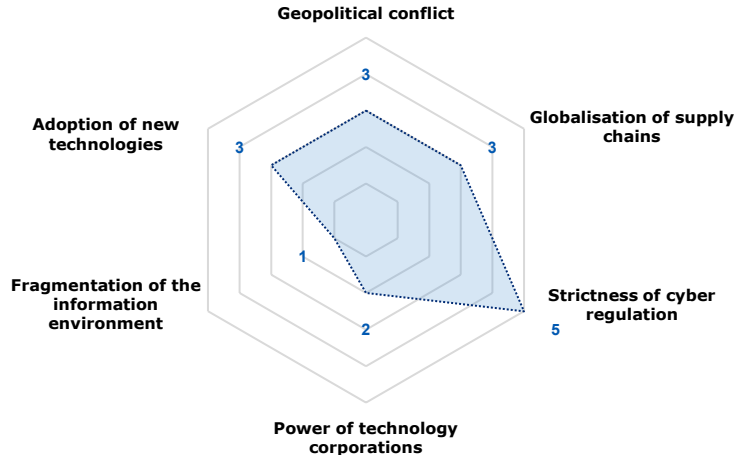 Geopolitical conflict
3
Globalisation of supply
chains
3
Strictness of cyber
regulation
5
Power of technology
corporations
2
Fragmentation of the
information
environment
1
Adoption of new
technologies
3